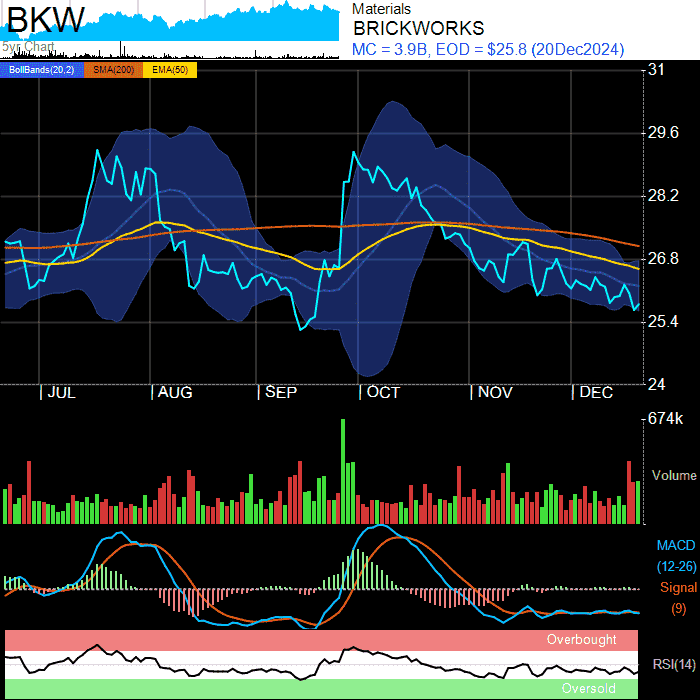 BKW
5yr Chart
Materials
BRICKWORKS
MC = 3.9B, EOD = $25.8 (20Dec2024)
BollBands(20,2) SMA(200) EMA(50)
31
29.6
28.2
26.8
25.4
24
JUL AUG SEP OCT NOV DEC
674k
Volume
MACD
(12-26)
Signal
(9)
Overbought
RSI(14)
Oversold